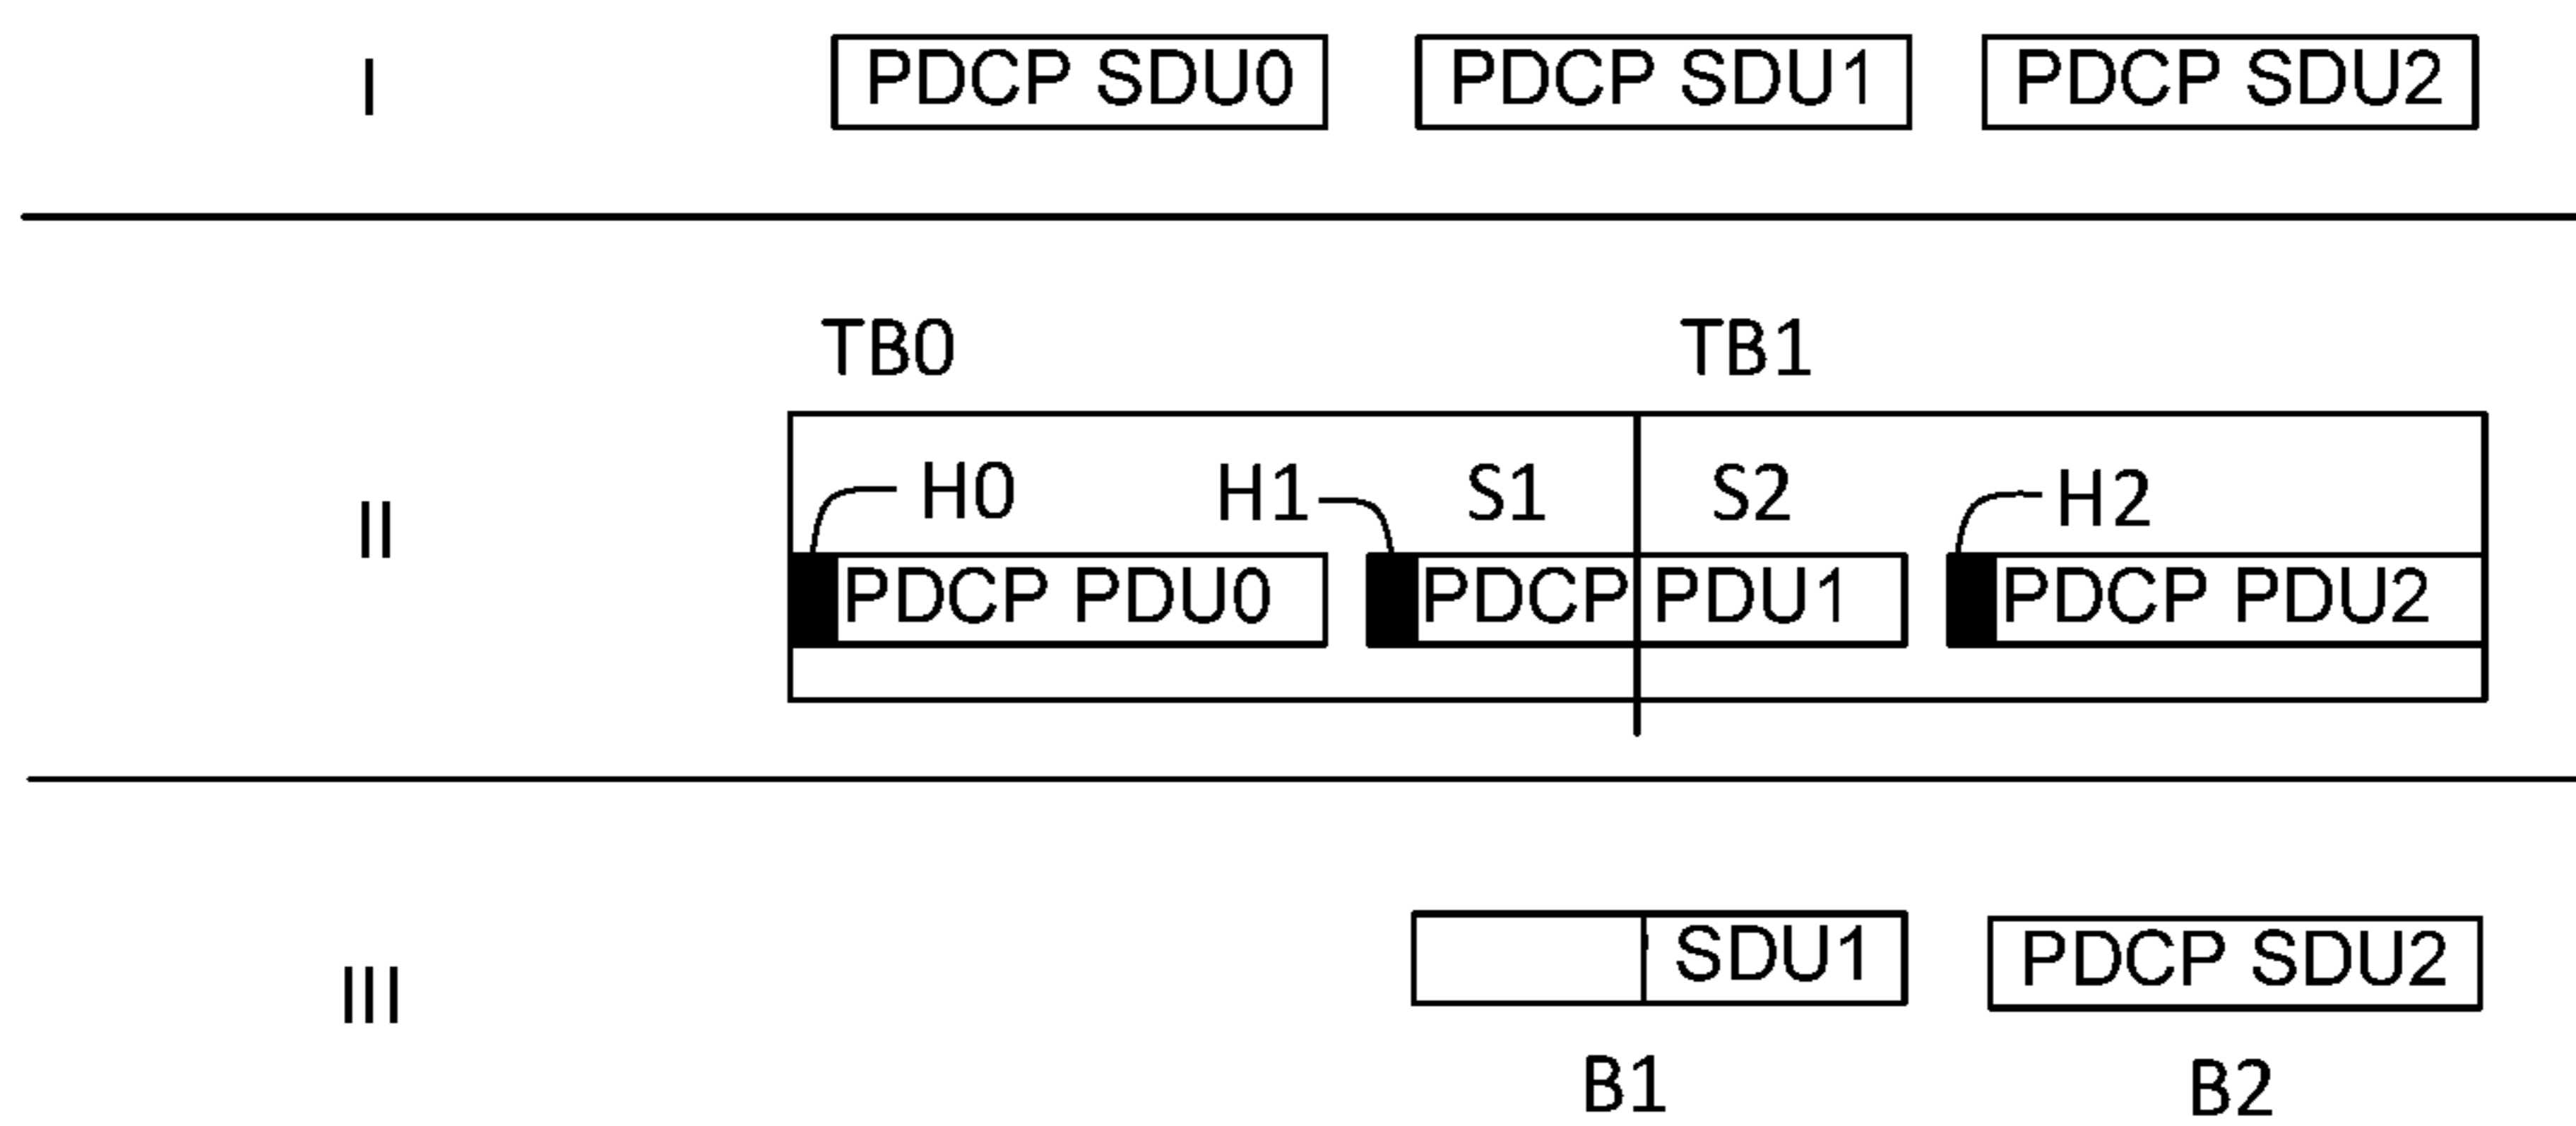 I PDCP SDU0 PDCP SDU1 PDCP SDU2
TB0 TB1
H0 H1 S1 S2 H2
II PDCP PDU0 PDCP PDU1 PDCP PDU2
III SDU1 PDCP SDU2
B1 B2